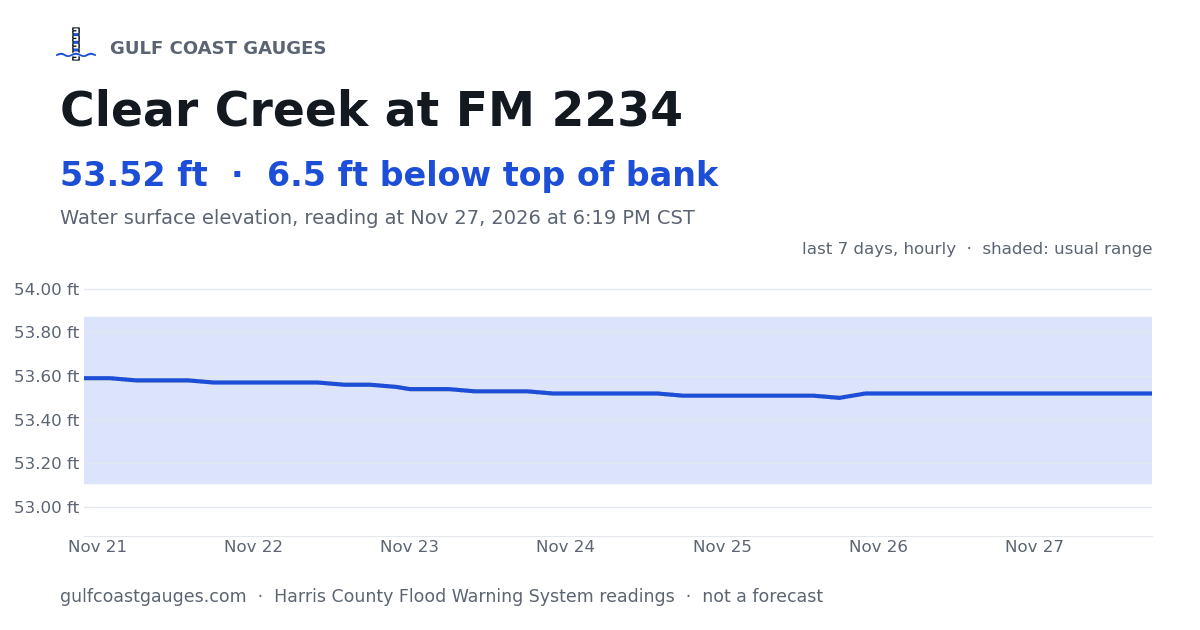 GULF COAST GAUGES
Clear Creek at FM 2234
53.52 ft · 6.5 ft below top of bank
Water surface elevation, reading at Nov 27, 2026 at 6:19 PM CST
last 7 days, hourly · shaded: usual range
54.00 ft
53.80 ft
53.60 ft
53.40 ft
53.20 ft
53.00 ft
Nov 21 Nov 22 Nov 23 Nov 24 Nov 25 Nov 26 Nov 27
gulfcoastgauges.com · Harris County Flood Warning System readings · not a forecast